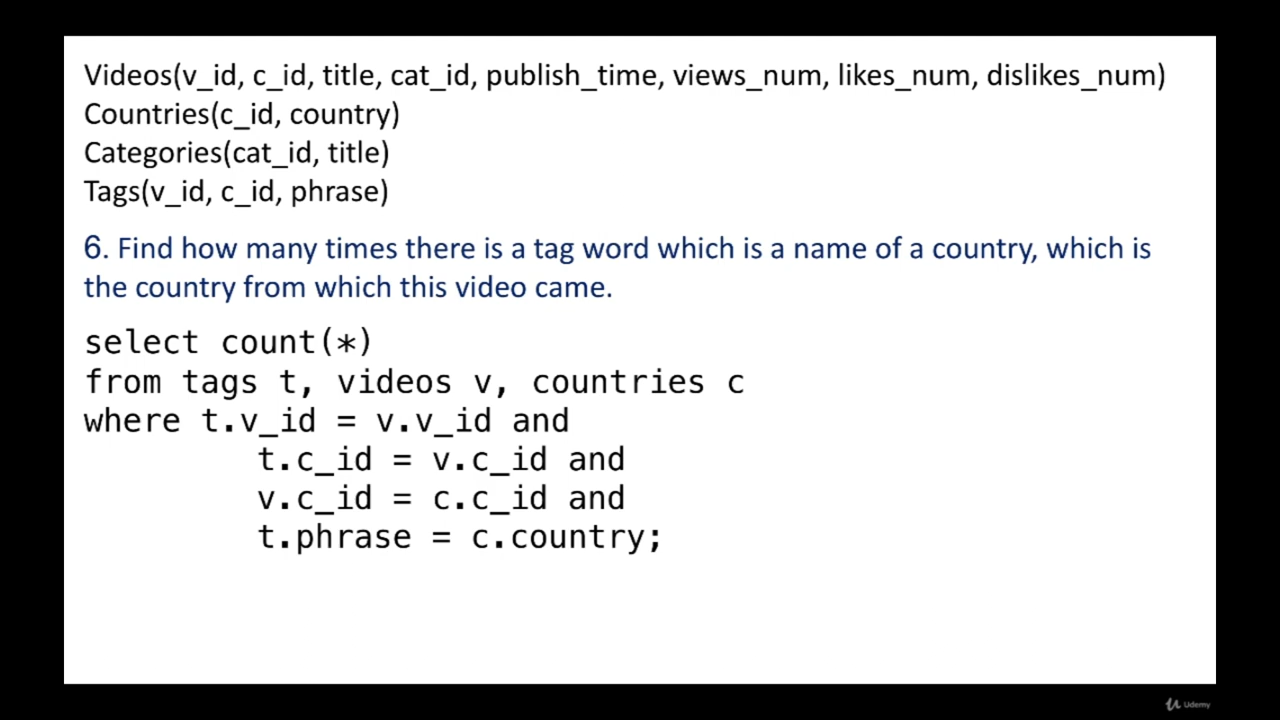 Videos(v_id, c_id, title, cat_id, publish_time, views_num, likes_num, dislikes_num)
Countries(c_id, country)
Categories(cat_id, title)
Tags(v_id, c_id, phrase)
6. Find how many times there is a tag word which is a name of a country, which is
the country from which this video came.
select count(*)
from tags t, videos v, countries c
where t.v_id = v.v_id and
t.c_id = v.c_id and
v.c_id = c.c_id and
t.phrase = c.country;
Udemy